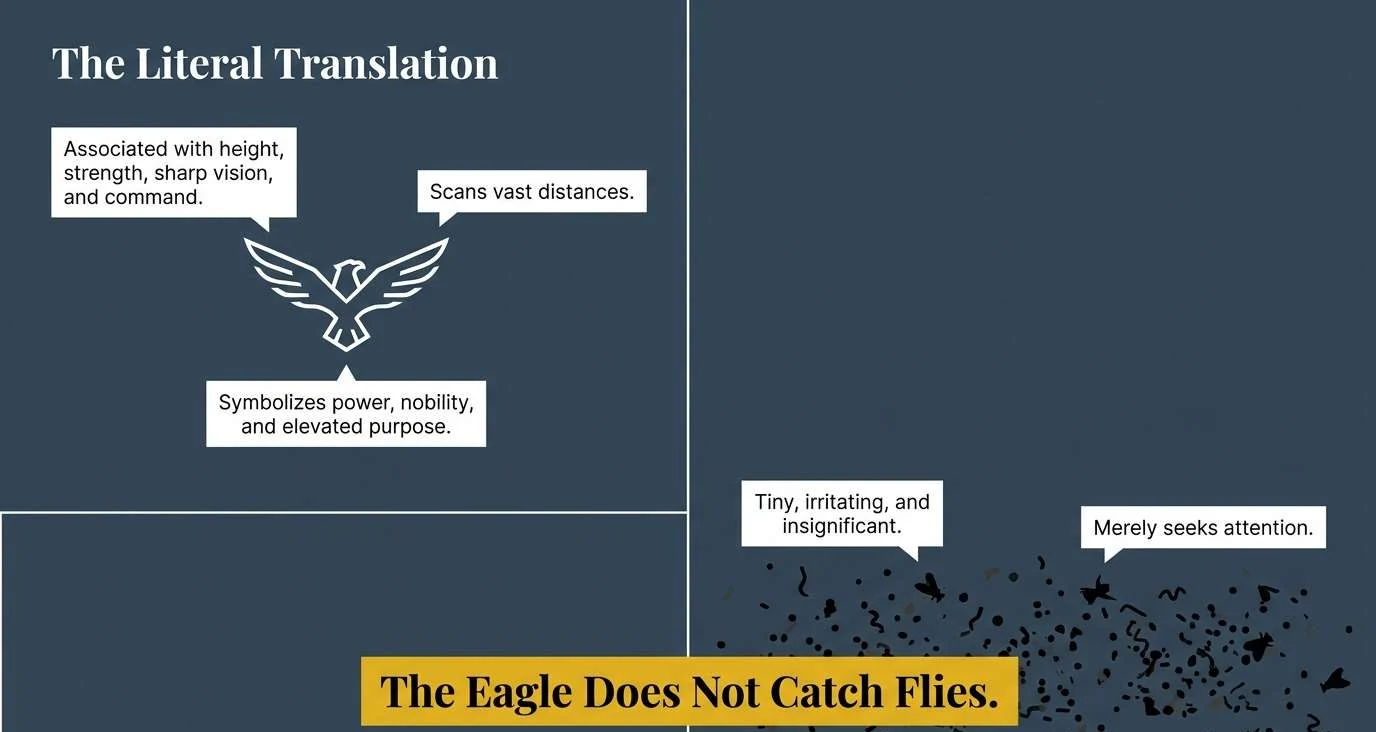 The Literal Translation
Associated with height,
strength, sharp vision,
and command.
Scans vast distances.
Symbolizes power, nobility,
and elevated purpose.
Tiny, irritating, and
insignificant.
Merely seeks attention.
The Eagle Does Not Catch Flies.